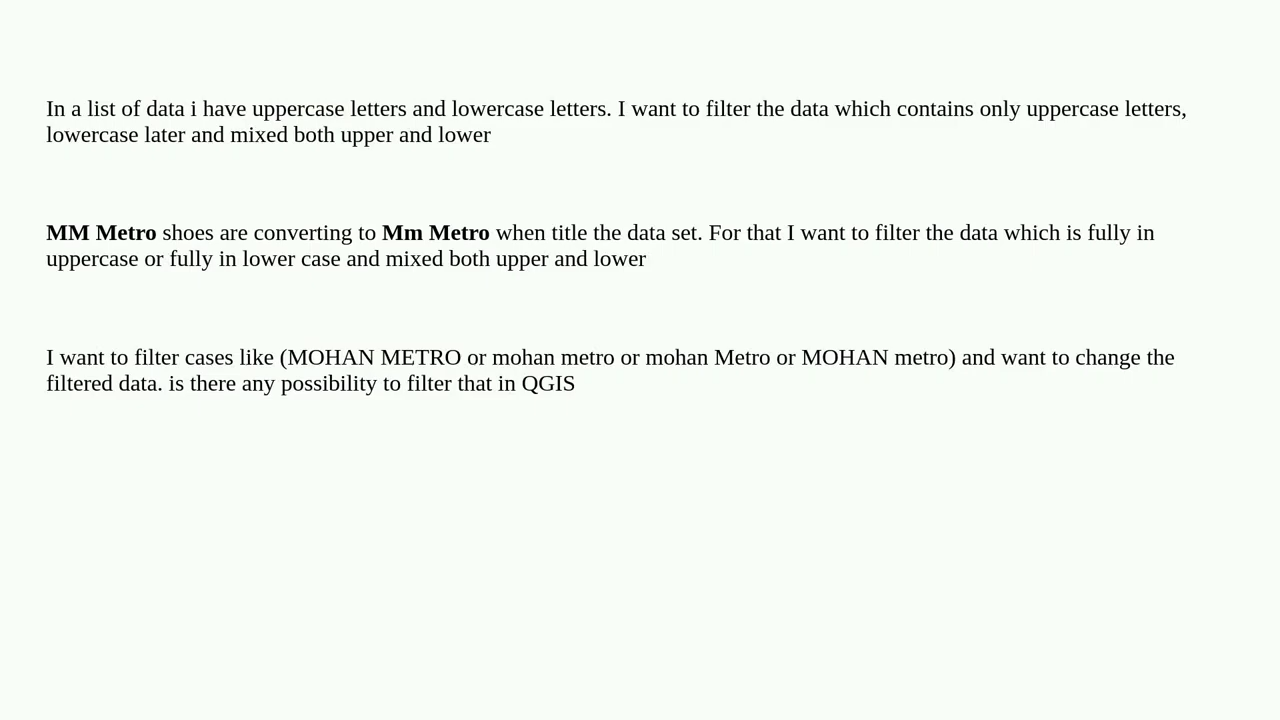 In a list of data i have uppercase letters and lowercase letters. I want to filter the data which contains only uppercase letters,
lowercase later and mixed both upper and lower
MM Metro shoes are converting to Mm Metro when title the data set. For that I want to filter the data which is fully in
uppercase or fully in lower case and mixed both upper and lower
I want to filter cases like (MOHAN METRO or mohan metro or mohan Metro or MOHAN metro) and want to change the
filtered data. is there any possibility to filter that in QGIS